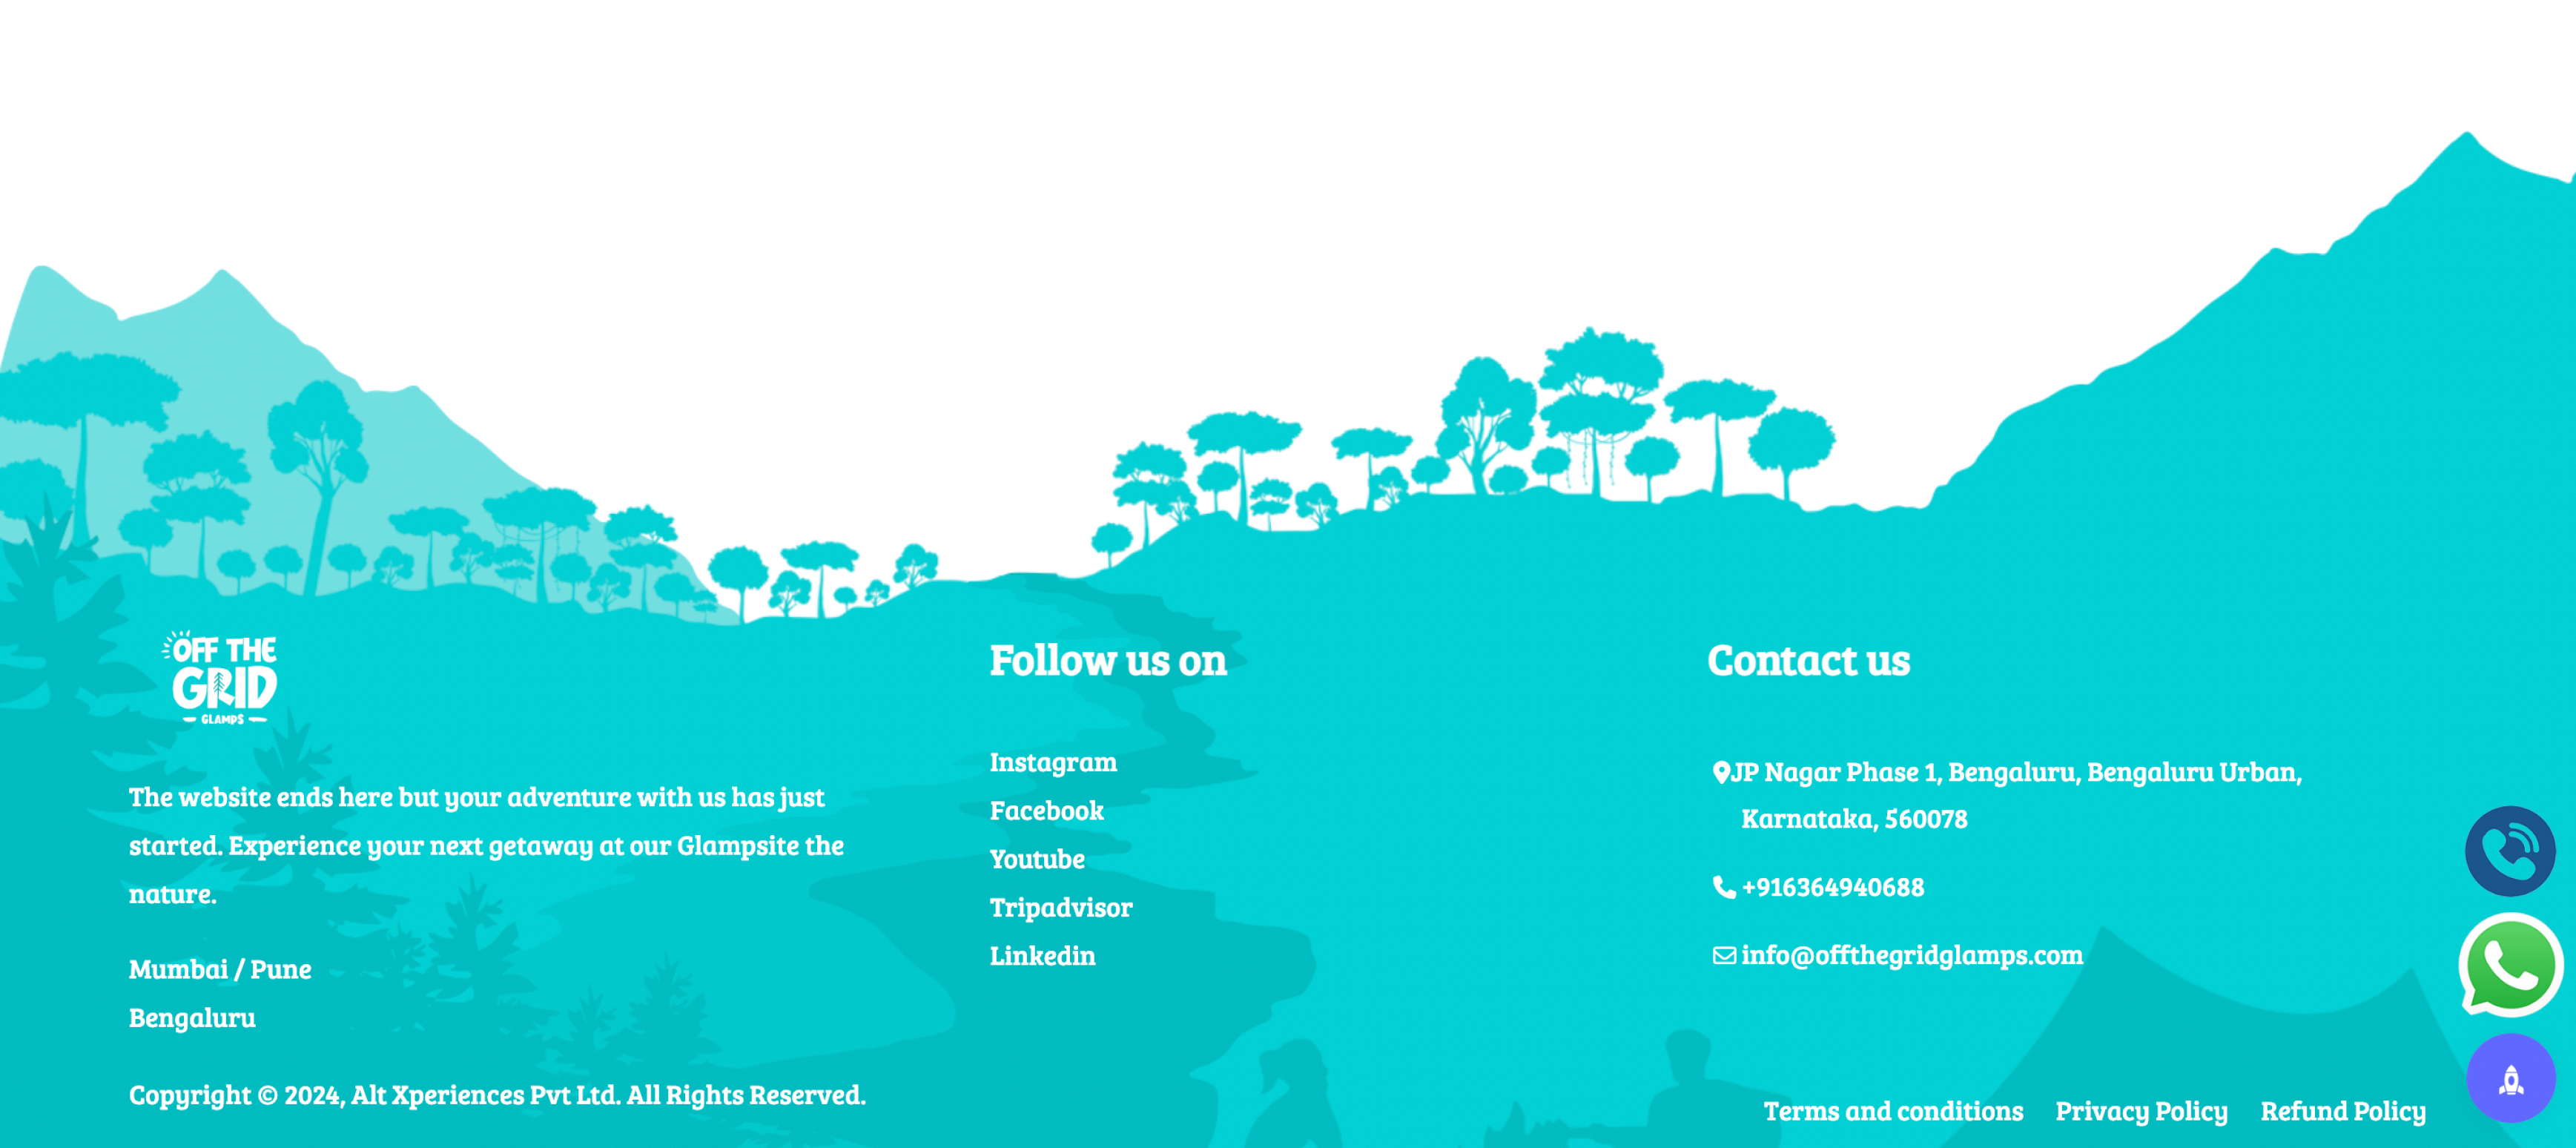 OFF THE
GRID
GLAMPS
The website ends here but your adventure with us has just
started. Experience your next getaway at our Glampsite the
nature.
Mumbai / Pune
Bengaluru
Copyright © 2024, Alt Xperiences Pvt Ltd. All Rights Reserved.
Follow us on
Instagram
Facebook
Youtube
Tripadvisor
Linkedin
Contact us
JP Nagar Phase 1, Bengaluru, Bengaluru Urban,
Karnataka, 560078
+916364940688
info@offthegridglamps.com
Terms and conditions Privacy Policy Refund Policy